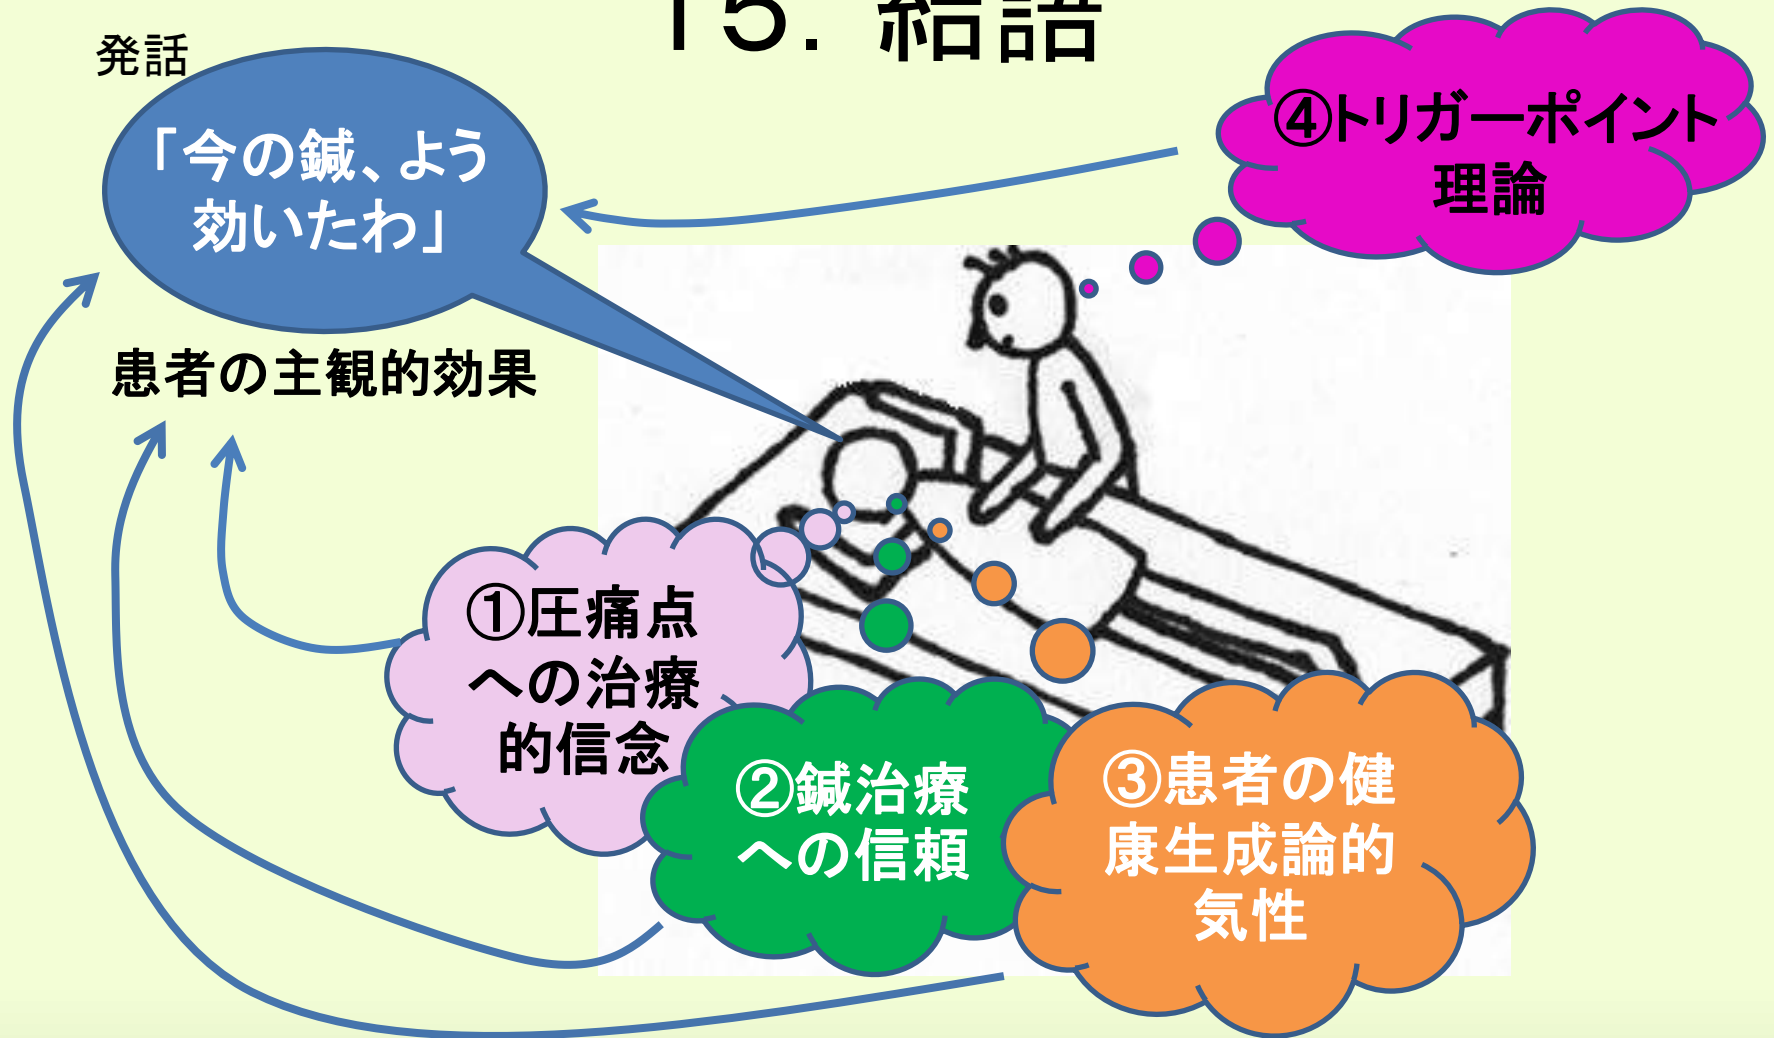 15. 結語
発話
「今の鍼、よう
効いたわ」
患者の主観的効果
④トリガーポイント
理論
①圧痛点
への治療
的信念
②鍼治療
への信頼
③患者の健
康生成論的
気性